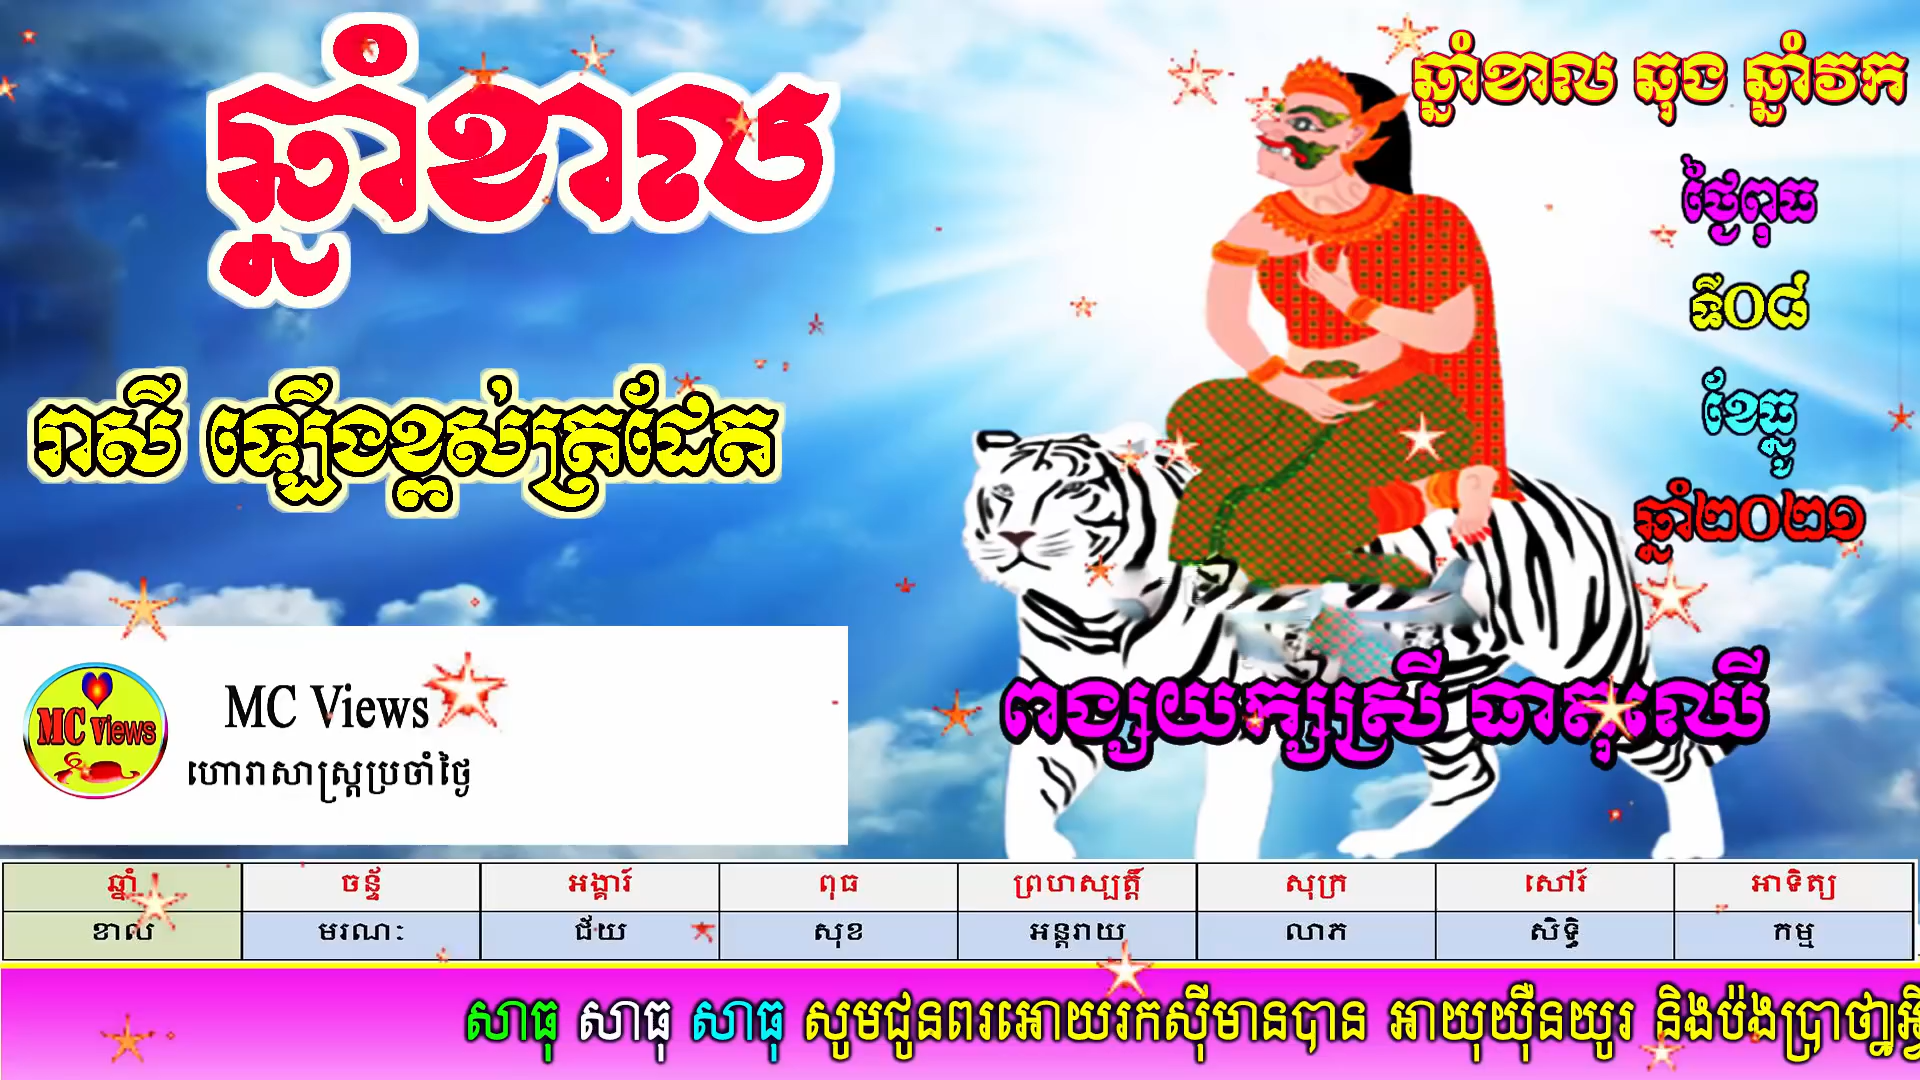 ឆ្នាំខាល
ឆ្នាំខាល ឆុង ឆ្នាំវក
ថ្ងៃពុធ
ទី០៨
ខែធ្នូ
ឆ្នាំ២០២១
រាសី ឡើងខ្ពស់ត្រដែត
MC Views
MC Views
ហោរាសាស្ត្រប្រចាំថ្ងៃ
ពង្សយក្សស្រី ធាតុឈើ
ឆ្នាំ ចន្ទ័ អង្គារ៍ ពុធ ព្រហស្បត្តិ៍ សុក្រ សៅរ៍ អាទិត្យ
ខាល មរណៈ ជ័យ សុខ អន្តរាយ លាភ សិទ្ធិ កម្ម
សាធុ សាធុ សាធុ សូមជូនពរអោយរកស៊ីមានបាន អាយុយ៉ឺនយូរ និងប៉ងប្រាថ្នាអ្វី